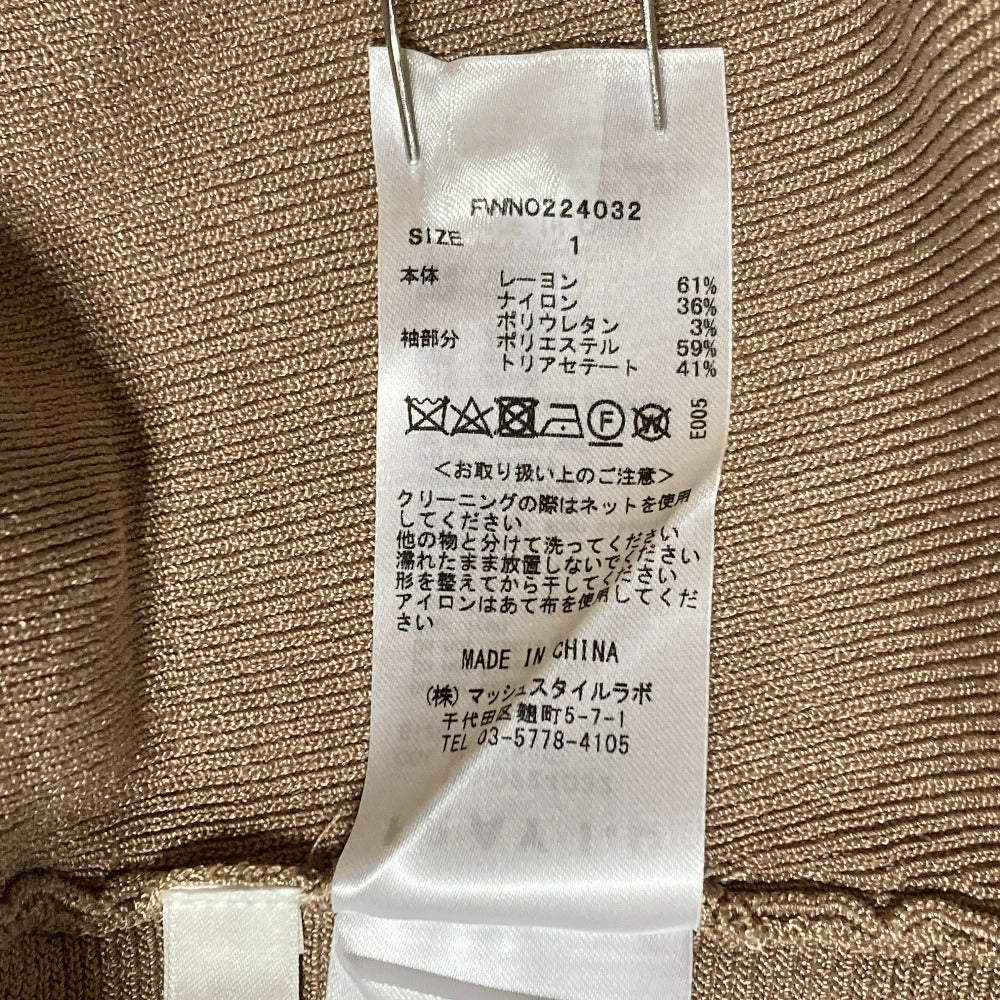 FWNO224032
SIZE 1
本体 レーヨン 61%
ナイロン 36%
ポリウレタン 3%
袖部分 ポリエステル 59%
トリアセテート 41%
F W E005
＜お取り扱い上のご注意＞
クリーニングの際はネットを使用
してください
他の物と分けて洗ってください
濡れたまま放置しないでください
形を整えてから干してください
アイロンはあて布を使用してくだ
さい
MADE IN CHINA
(株) マッシュスタイルラボ
千代田区麹町5-7-1
TEL 03-5778-4105